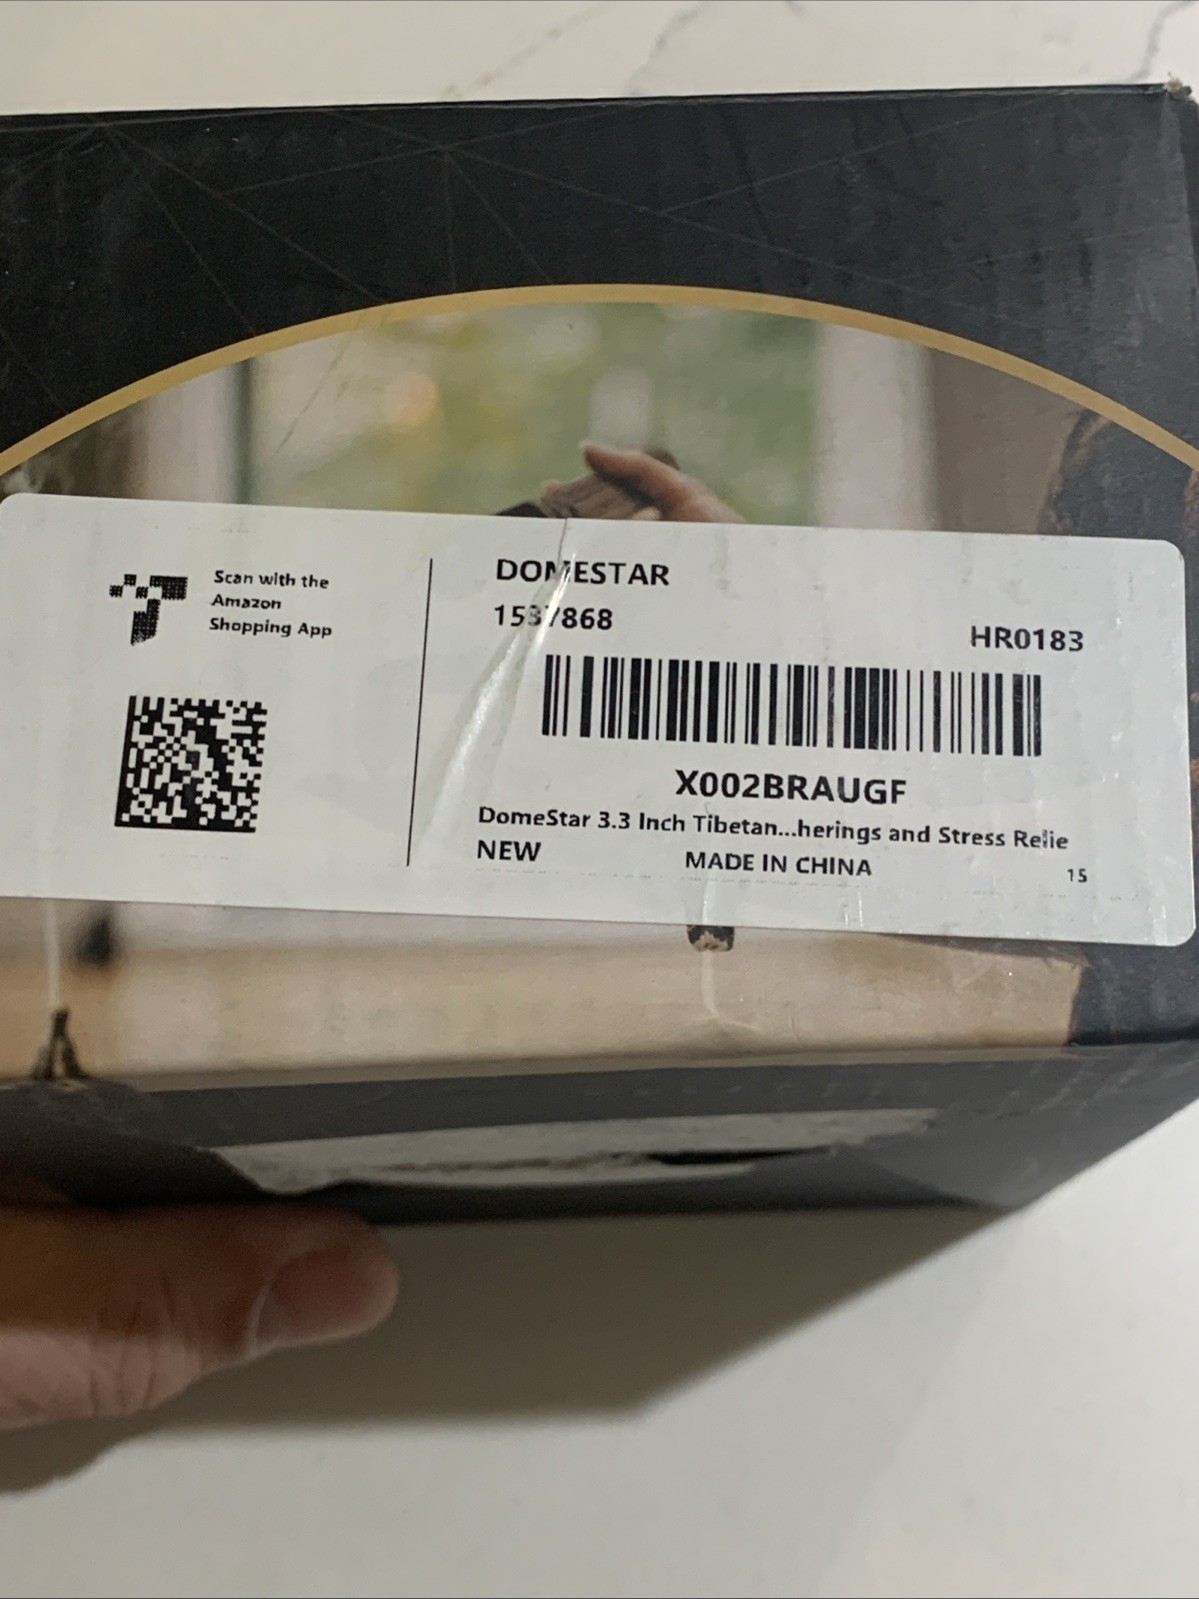 Scan with the
Amazon
Shopping App
DOMESTAR
1537868
HR0183
X002BRAUGF
DomeStar 3.3 Inch Tibetan...herings and Stress Relie
NEW
MADE IN CHINA
15